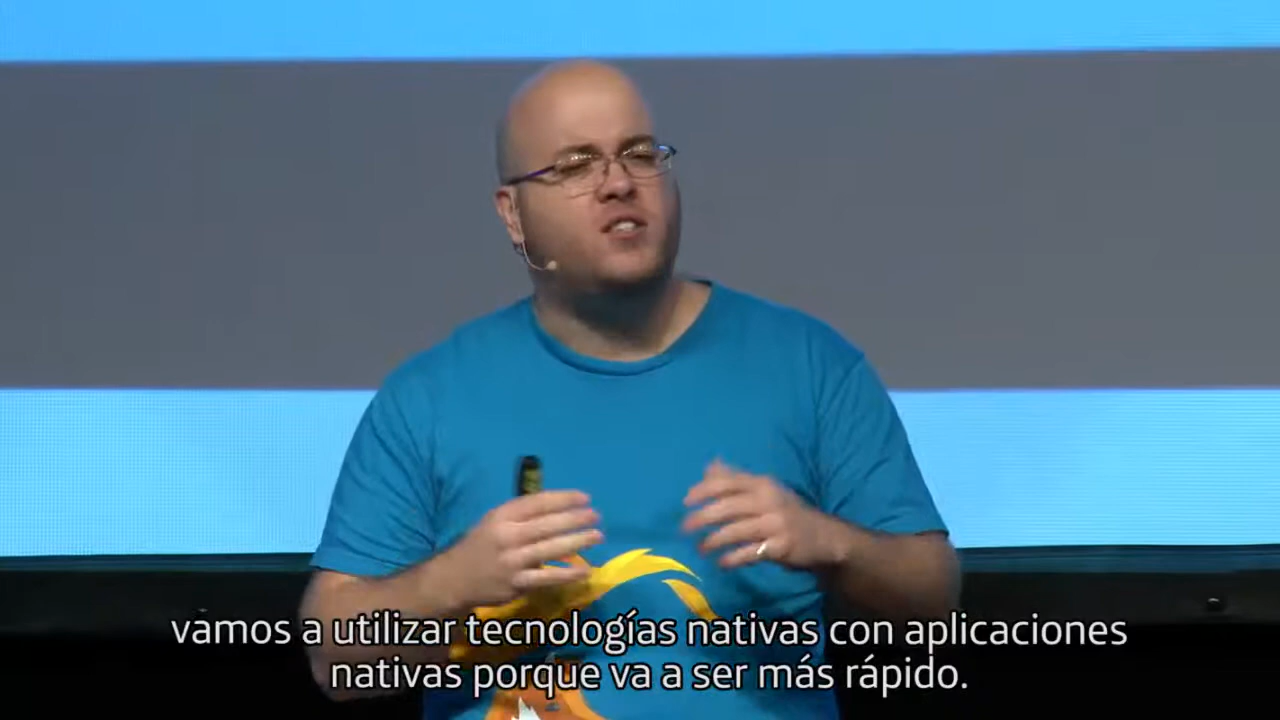 vamos a utilizar tecnologías nativas con aplicaciones
nativas porque va a ser más rápido.